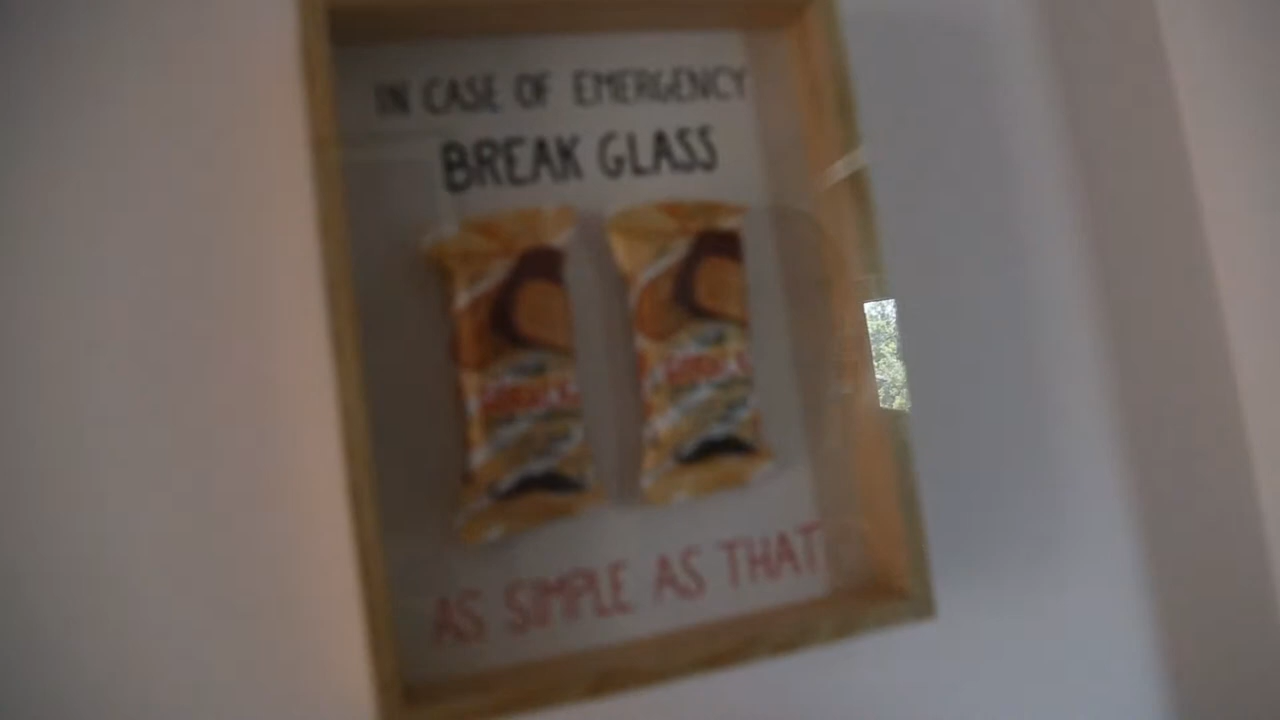 IN CASE OF EMERGENCY
BREAK GLASS
AS SIMPLE AS THAT